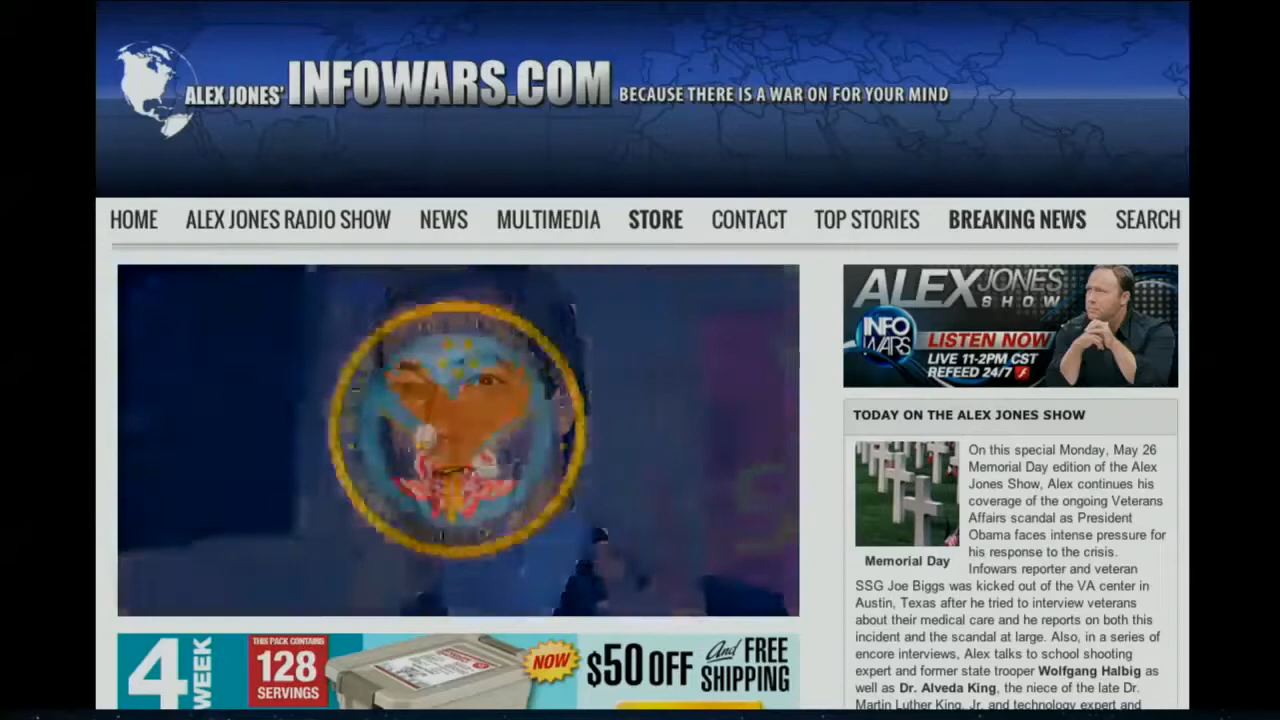 ALEX JONES' INFOWARS.COM BECAUSE THERE IS A WAR ON FOR YOUR MIND
HOME ALEX JONES RADIO SHOW NEWS MULTIMEDIA STORE CONTACT TOP STORIES BREAKING NEWS SEARCH
ALEX JONES
SHOW
INFO
WARS
LISTEN NOW
LIVE 11-2PM CST
REFEED 24/7
TODAY ON THE ALEX JONES SHOW
On this special Monday, May 26
Memorial Day edition of the Alex
Jones Show, Alex continues his
coverage of the ongoing Veterans
Affairs scandal as President
Obama faces intense pressure for
his response to the crisis.
Memorial Day
Infowars reporter and veteran
SSG Joe Biggs was kicked out of the VA center in
Austin, Texas after he tried to interview veterans
about their medical care and he reports on both this
incident and the scandal at large. Also, in a series of
encore interviews, Alex talks to school shooting
expert and former state trooper Wolfgang Halbig as
well as Dr. Alveda King, the niece of the late Dr.
Martin Luther King, Jr. and technology expert and
4 WEEK
THIS PACK CONTAINS
128
SERVINGS
NOW
$50 OFF And FREE
SHIPPING